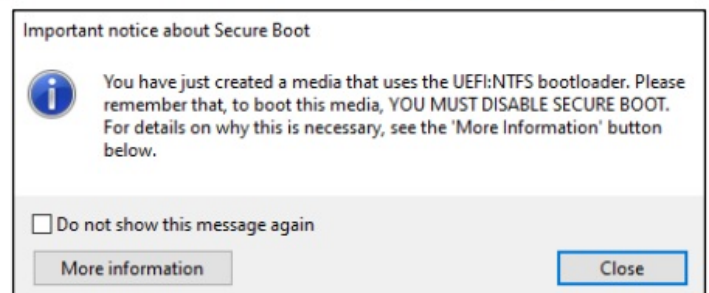 Important notice about Secure Boot
You have just created a media that uses the UEFI:NTFS bootloader. Please
remember that, to boot this media, YOU MUST DISABLE SECURE BOOT.
For details on why this is necessary, see the 'More Information' button
below.
Do not show this message again
More information
Close